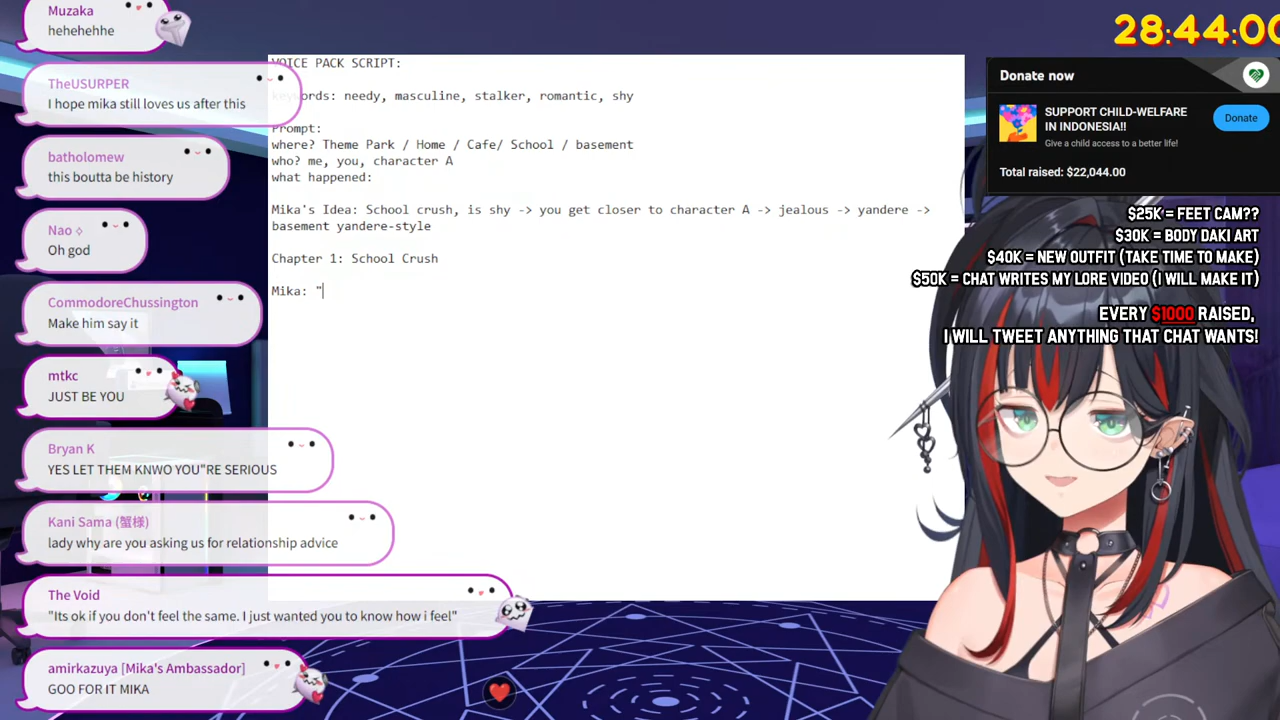 Muzaka
hehehehhe
TheUSURPER
I hope mika still loves us after this
batholomew
this boutta be history
Nao ⟡
Oh god
CommodoreChussington
Make him say it
mtkc
JUST BE YOU
Bryan K
YES LET THEM KNWO YOU"RE SERIOUS
Kani Sama (蟹様)
lady why are you asking us for relationship advice
The Void
"Its ok if you don't feel the same. I just wanted you to know how i feel"
amirkazuya [Mika's Ambassador]
GOO FOR IT MIKA
VOICE PACK SCRIPT:
keywords: needy, masculine, stalker, romantic, shy
Prompt:
where? Theme Park / Home / Cafe/ School / basement
who? me, you, character A
what happened:
Mika's Idea: School crush, is shy -> you get closer to character A -> jealous -> yandere ->
basement yandere-style
Chapter 1: School Crush
Mika: "
28:44:00
Donate now
SUPPORT CHILD-WELFARE
IN INDONESIA!!
Give a child access to a better life!
Donate
Total raised: $22,044.00
$25K = FEET CAM??
$30K = BODY DAKI ART
$40K = NEW OUTFIT (TAKE TIME TO MAKE)
$50K = CHAT WRITES MY LORE VIDEO (I WILL MAKE IT)
EVERY $1000 RAISED,
I WILL TWEET ANYTHING THAT CHAT WANTS!